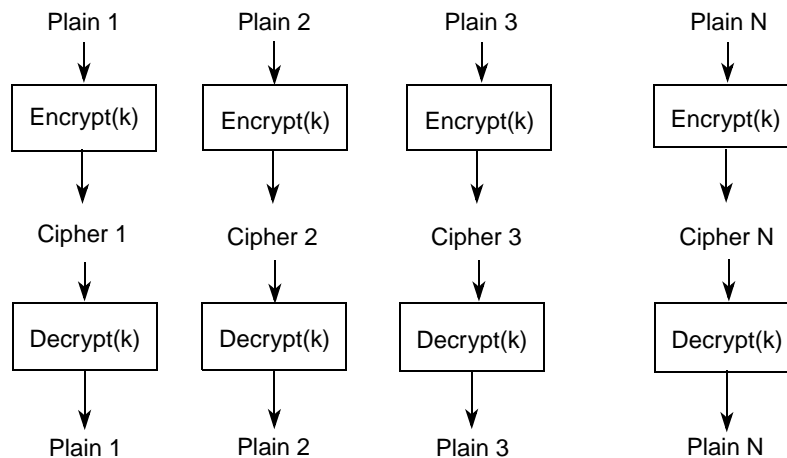 Plain 1 Plain 2 Plain 3 Plain N
Encrypt(k) Encrypt(k) Encrypt(k) Encrypt(k)
Cipher 1 Cipher 2 Cipher 3 Cipher N
Decrypt(k) Decrypt(k) Decrypt(k) Decrypt(k)
Plain 1 Plain 2 Plain 3 Plain N